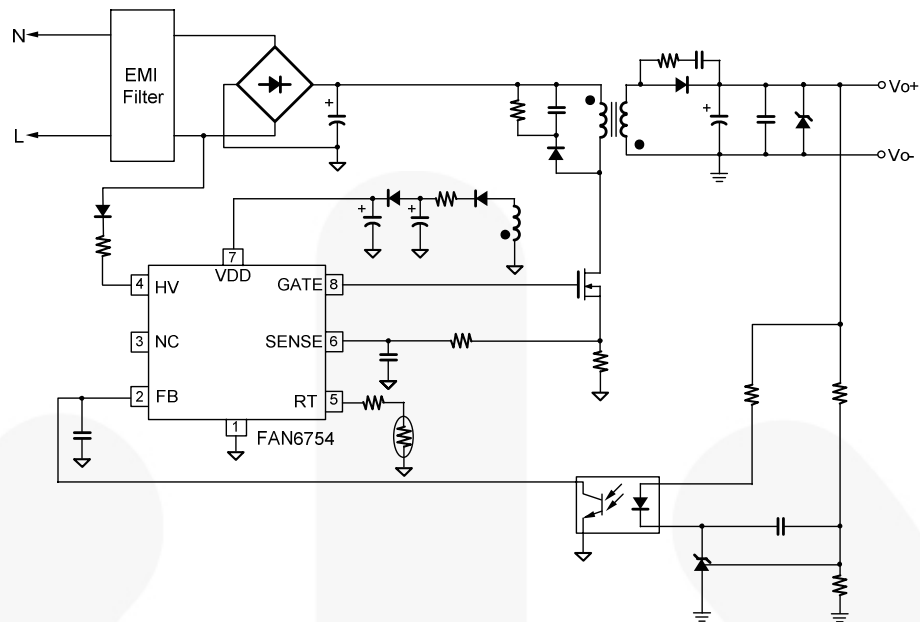 N
EMI
Filter
L
Vo+
Vo-
7
VDD
4
HV
GATE
8
3
NC
SENSE
6
2
FB
RT
5
1
FAN6754
+
+
+
+